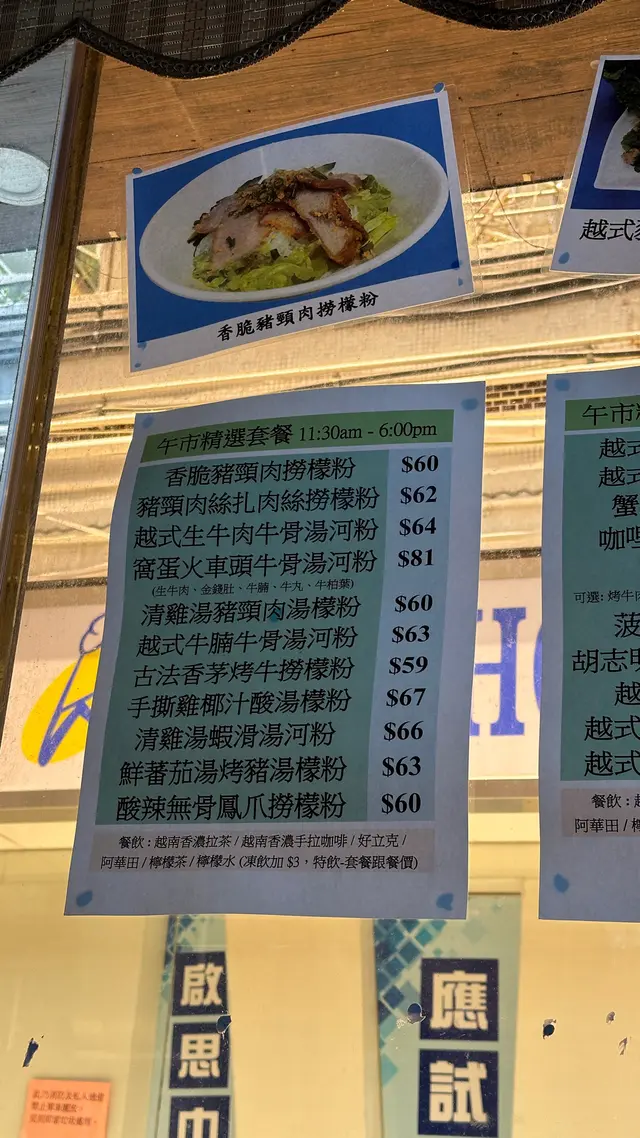 香脆豬頸肉撈檬粉
越式
午市精選套餐 11:30am - 6:00pm
香脆豬頸肉撈檬粉 $60
豬頸肉絲扎肉絲撈檬粉 $62
越式生牛肉牛骨湯河粉 $64
窩蛋火車頭牛骨湯河粉 $81
(生牛肉、金錢肚、牛腩、牛丸、牛柏葉)
清雞湯豬頸肉湯檬粉 $60
越式牛腩牛骨湯河粉 $63
古法香茅烤牛撈檬粉 $59
手撕雞椰汁酸湯檬粉 $67
清雞湯蝦滑湯河粉 $66
鮮蕃茄湯烤豬湯檬粉 $63
酸辣無骨鳳爪撈檬粉 $60
餐飲 : 越南香濃拉茶 / 越南香濃手拉咖啡 / 好立克 /
阿華田 / 檸檬茶 / 檸檬水 (凍飲加 $3，特飲-套餐跟餐價)
午市精
越式
越式
蟹
咖哩
可選: 烤牛
菠
胡志明
越
越式
越式
餐飲 : 越
阿華田 /
H
啟思
應試